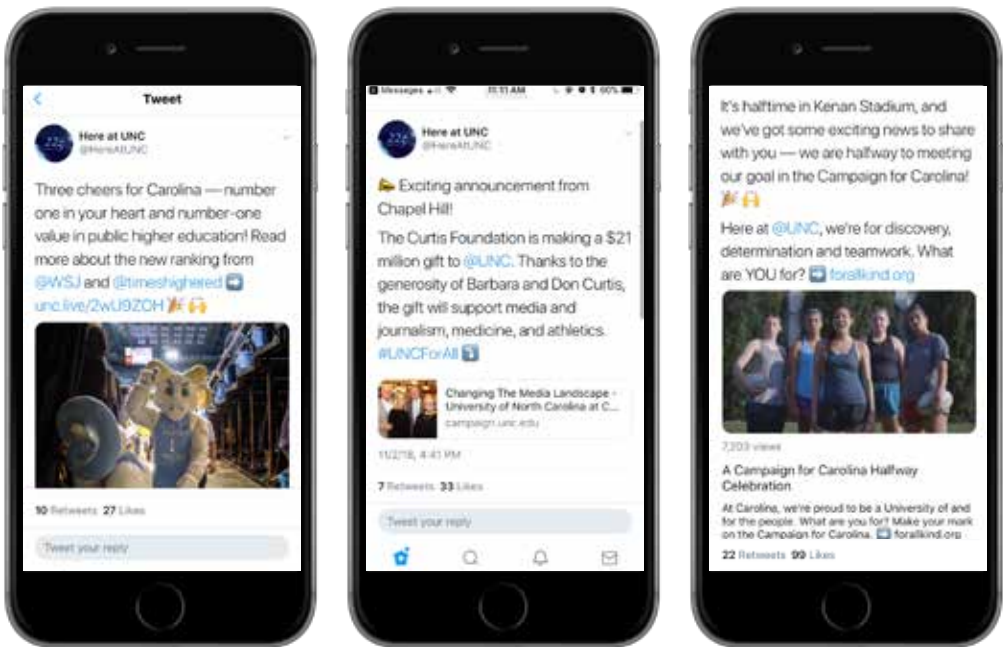 Tweet
Here at UNC
@HereAtUNC
Three cheers for Carolina — number
one in your heart and number-one
value in public higher education! Read
more about the new ranking from
@WSJ and @timeshighered ➡️
unc.live/2wU9ZOH 🎉 🙌
10 Retweets 27 Likes
Tweet your reply
Messages 11:11 AM 60%
Here at UNC
@HereAtUNC
Exciting announcement from
Chapel Hill!
The Curtis Foundation is making a $21
million gift to @UNC. Thanks to the
generosity of Barbara and Don Curtis,
the gift will support media and
journalism, medicine, and athletics.
#UNCForAll ⤵️
Changing The Media Landscape -
University of North Carolina at C...
campaign.unc.edu
11/2/18, 4:41 PM
7 Retweets 33 Likes
Tweet your reply
It's halftime in Kenan Stadium, and
we've got some exciting news to share
with you — we are halfway to meeting
our goal in the Campaign for Carolina!
🎉 🙌
Here at @UNC, we're for discovery,
determination and teamwork. What
are YOU for? ➡️ forallkind.org
7,203 views
A Campaign for Carolina Halfway
Celebration
At Carolina, we're proud to be a University of and
for the people. What are you for? Make your mark
on the Campaign for Carolina. ➡️ forallkind.org
22 Retweets 99 Likes